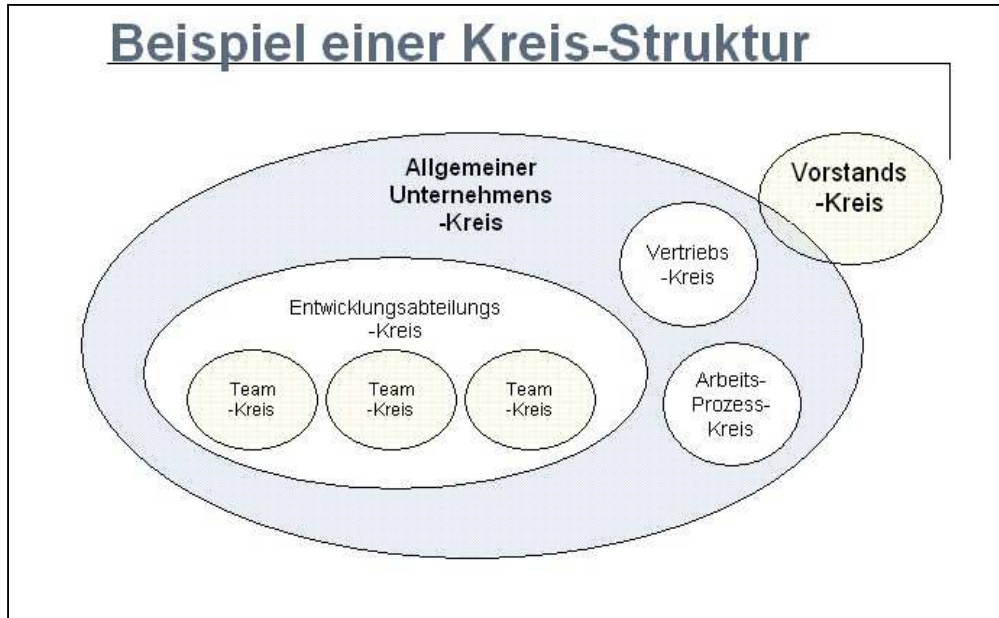 Beispiel einer Kreis-Struktur
Allgemeiner
Unternehmens
-Kreis
Vorstands
-Kreis
Vertriebs
-Kreis
Entwicklungsabteilungs
-Kreis
Team
-Kreis
Team
-Kreis
Team
-Kreis
Arbeits-
Prozess-
Kreis